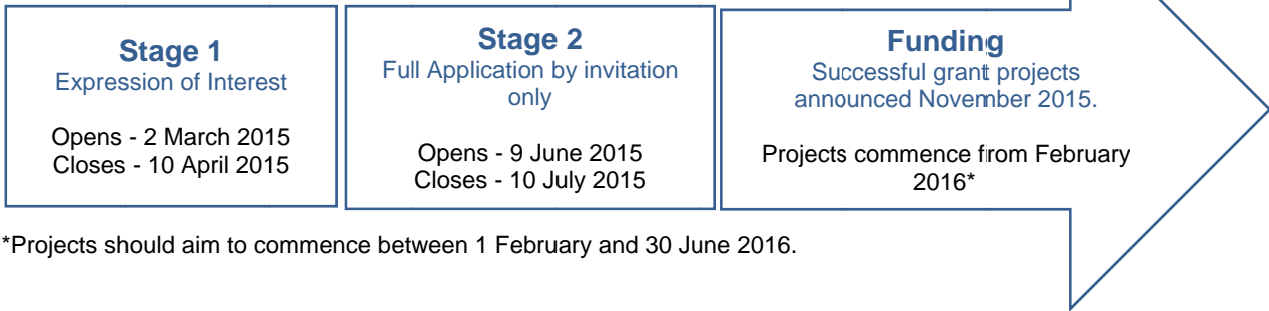 Stage 1
Expression of Interest
Opens - 2 March 2015
Closes - 10 April 2015
Stage 2
Full Application by invitation
only
Opens - 9 June 2015
Closes - 10 July 2015
Funding
Successful grant projects
announced November 2015.
Projects commence from February
2016*
*Projects should aim to commence between 1 February and 30 June 2016.